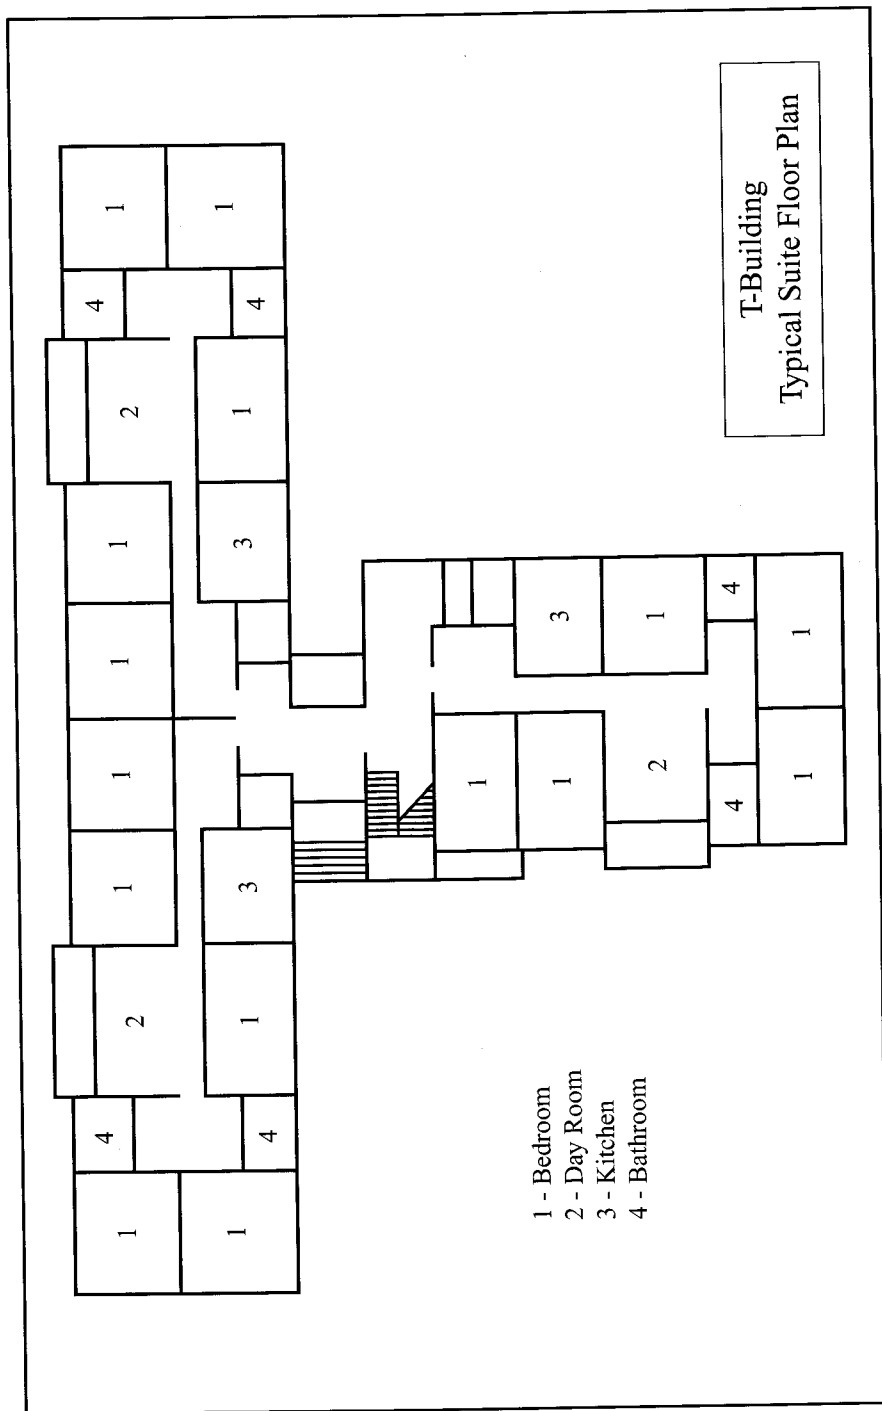 1 4 2 1 1 1 1 2 4 1
1 4 1 3 3 1 4 1
1
1 3
2 1
4 4
1 1
1 - Bedroom
2 - Day Room
3 - Kitchen
4 - Bathroom
T-Building
Typical Suite Floor Plan